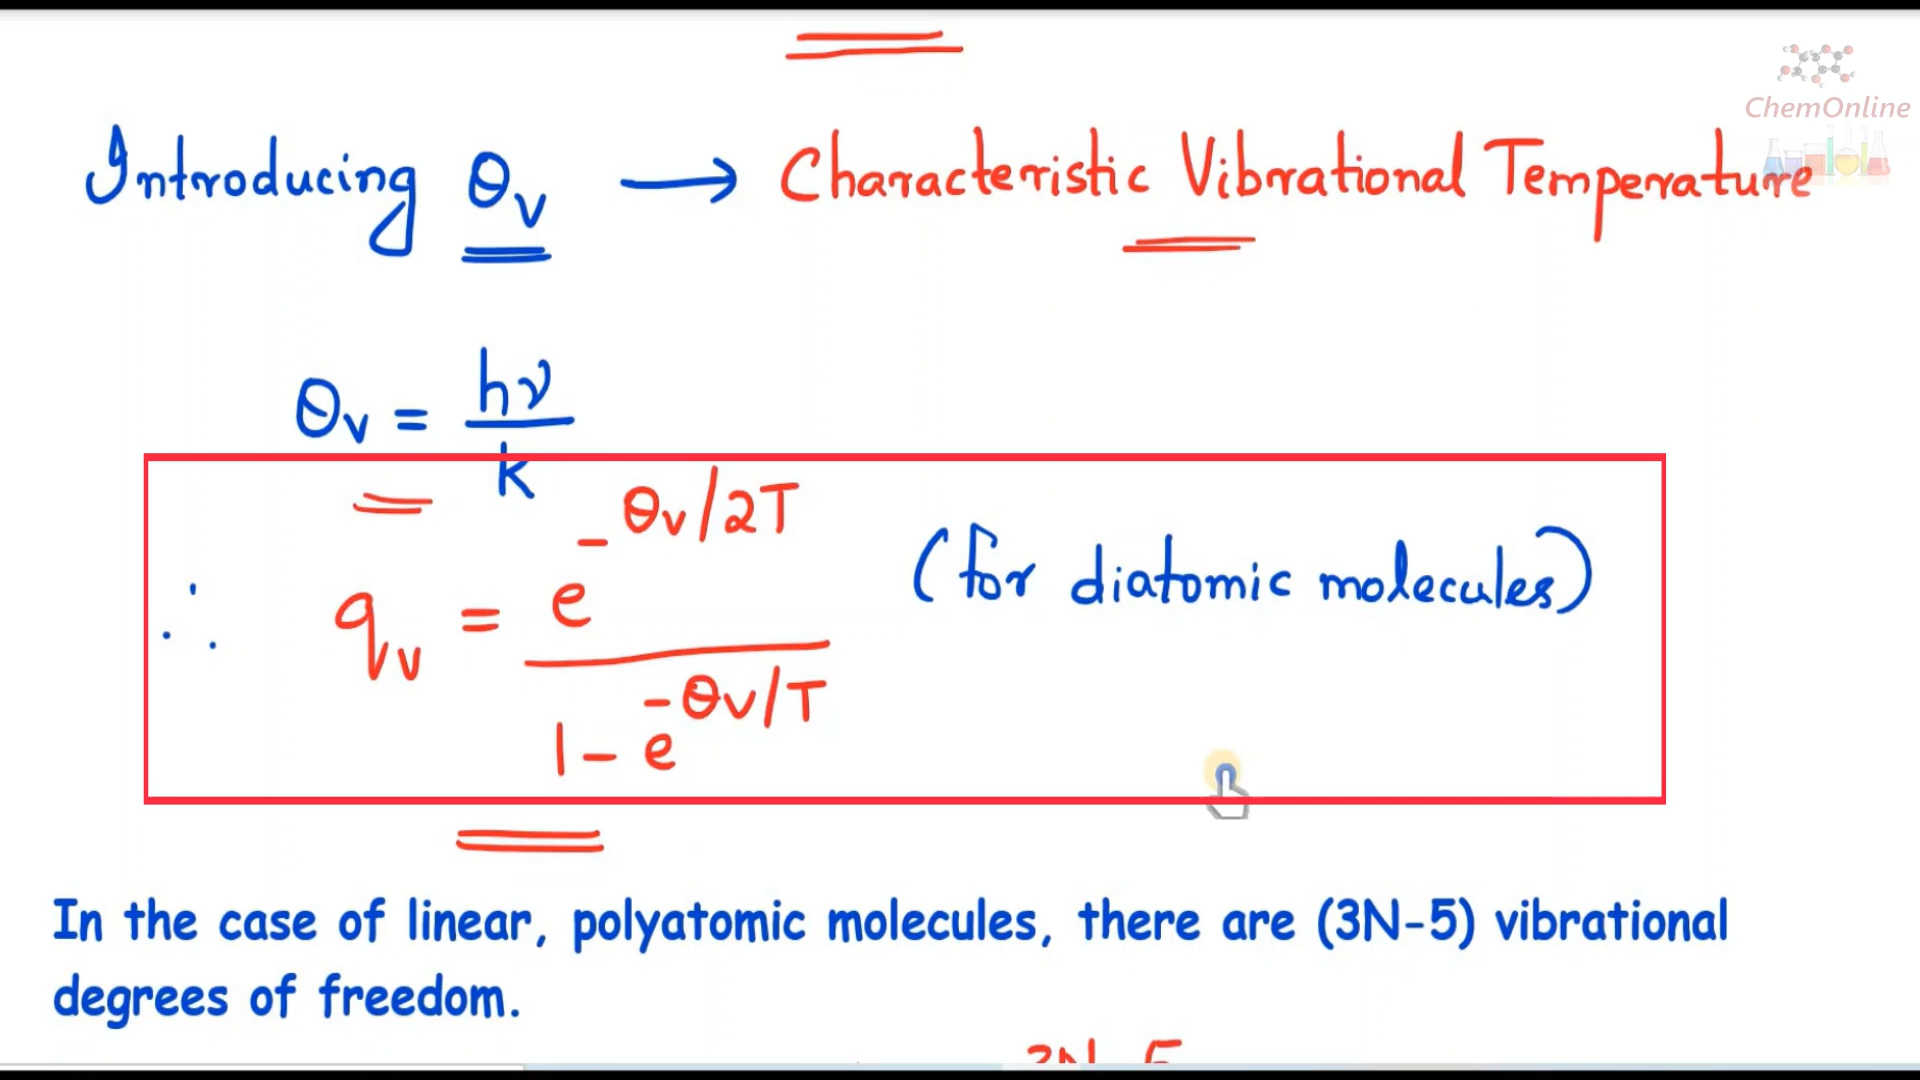 ChemOnline
Introducing θv → Characteristic Vibrational Temperature
θv = hν / k
∴ qv = e^-θv/2T / 1 - e^-θv/T (for diatomic molecules)
In the case of linear, polyatomic molecules, there are (3N-5) vibrational
degrees of freedom.